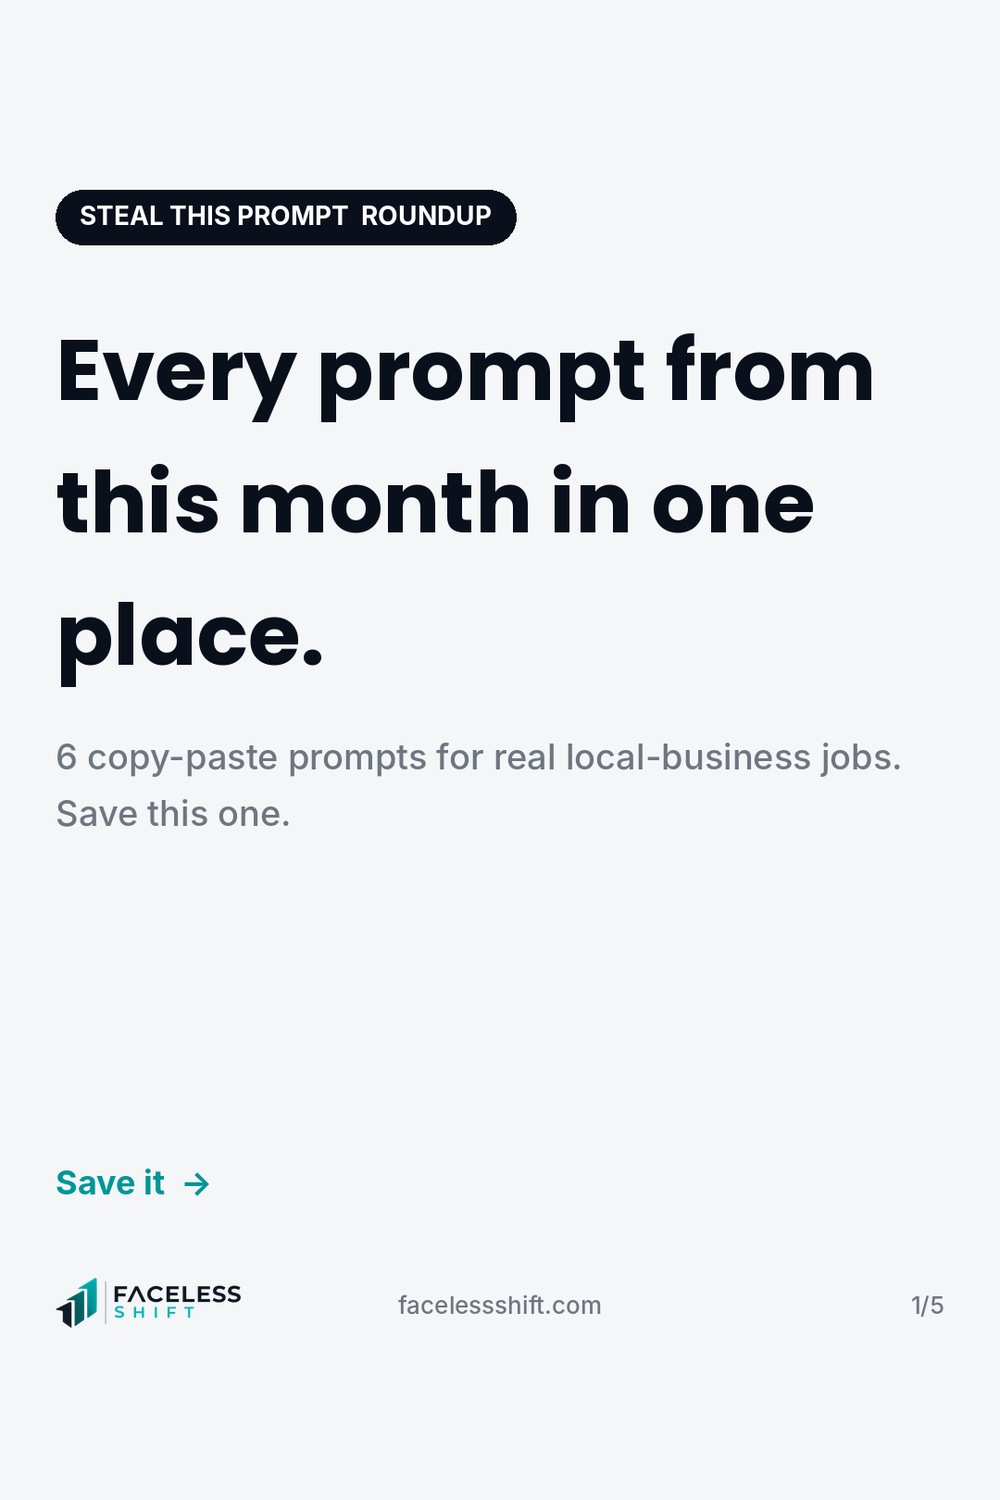 STEAL THIS PROMPT  ROUNDUP
Every prompt from
this month in one
place.
6 copy-paste prompts for real local-business jobs.
Save this one.
Save it →
FACELESS
SHIFT
facelessshift.com
1/5